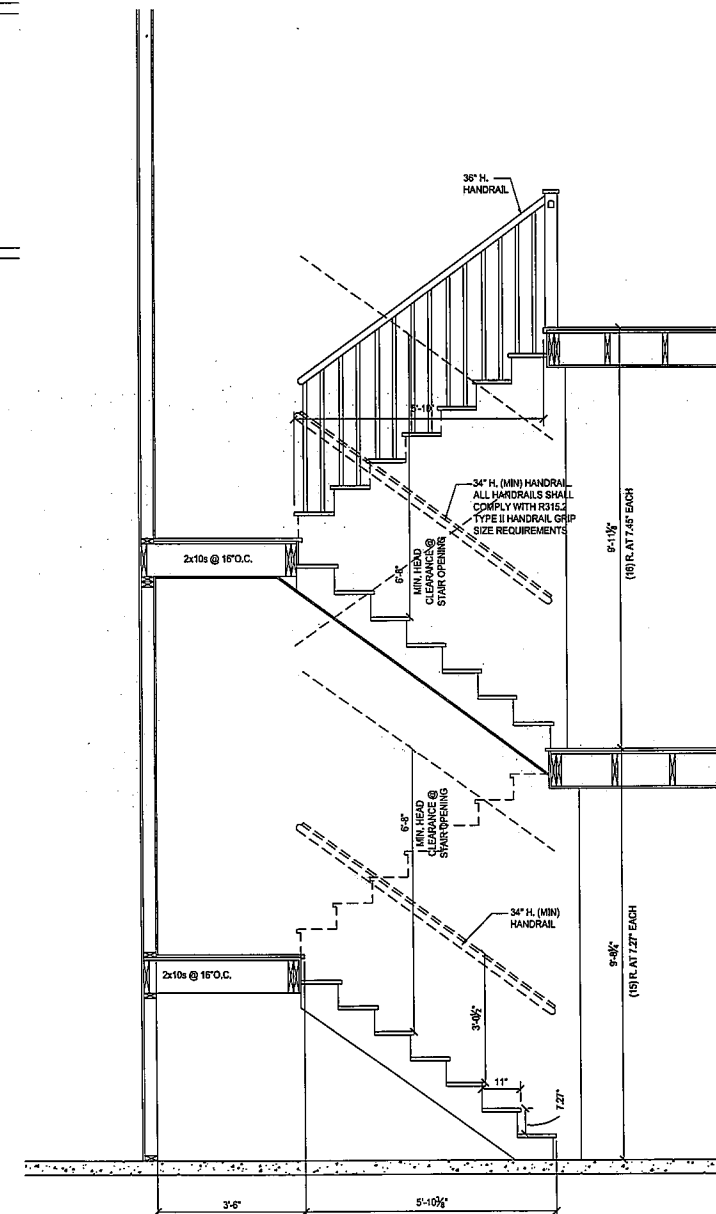 36" H.
HANDRAIL
5'-10"
34" H. (MIN) HANDRAIL
ALL HANDRAILS SHALL
COMPLY WITH R315.2
TYPE II HANDRAIL GRIP
SIZE REQUIREMENTS
9'-11⅛"
(16) R. AT 7.45" EACH
2x10s @ 16"O.C.
6'-8"
MIN. HEAD
CLEARANCE @
STAIR OPENING
6'-8"
MIN. HEAD
CLEARANCE @
STAIR OPENING
34" H. (MIN)
HANDRAIL
9'-8¼"
(15) R. AT 7.27" EACH
2x10s @ 16"O.C.
3'-0½"
11"
7.27"
3'-6"
5'-10⅜"